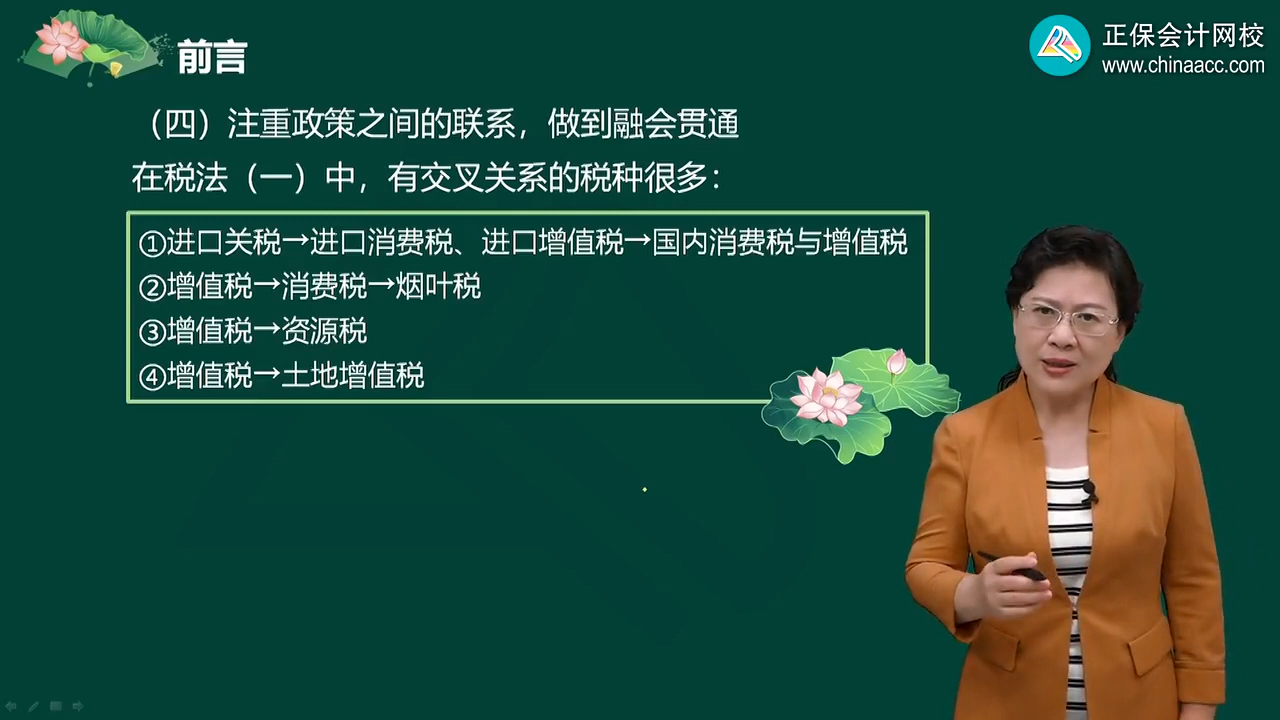 前言
正保会计网校
www.chinaacc.com
（四）注重政策之间的联系，做到融会贯通
在税法（一）中，有交叉关系的税种很多：
①进口关税→进口消费税、进口增值税→国内消费税与增值税
②增值税→消费税→烟叶税
③增值税→资源税
④增值税→土地增值税